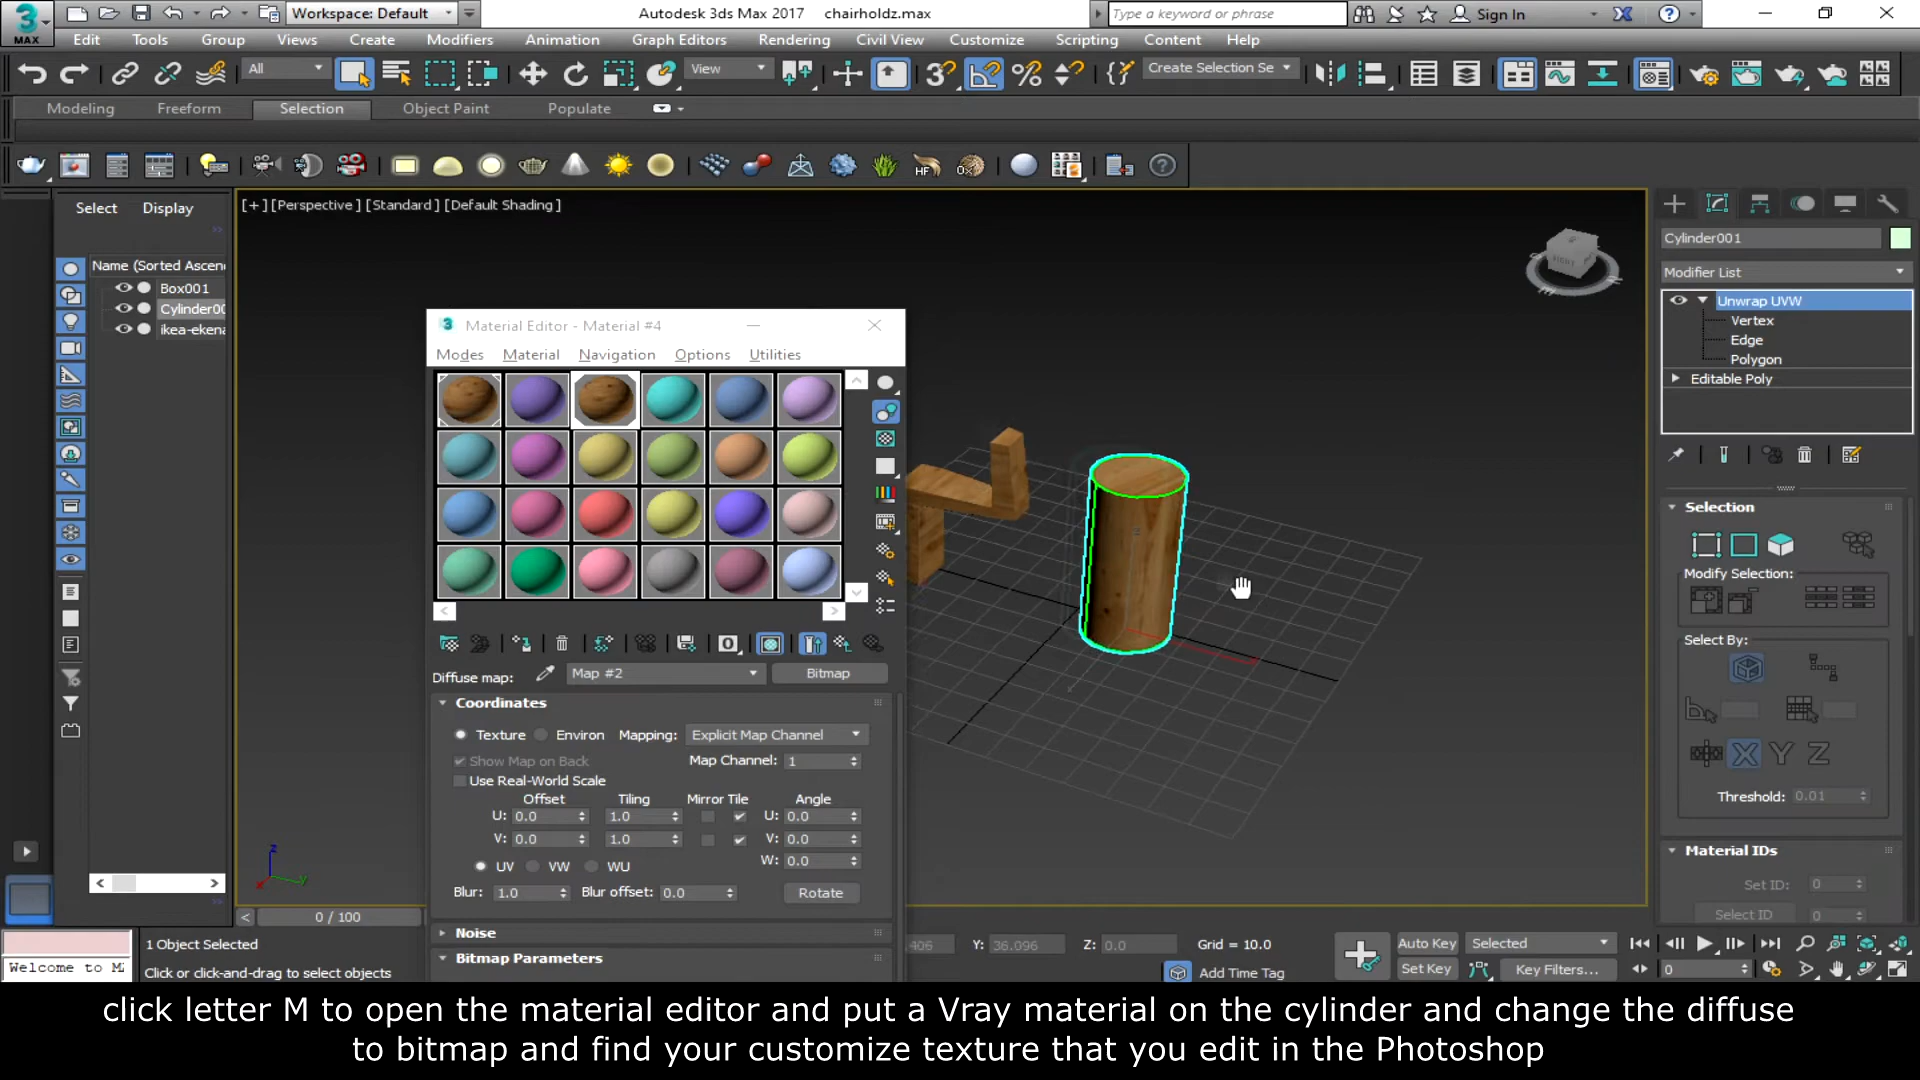 Workspace: Default
Autodesk 3ds Max 2017 chairholdz.max
Type a keyword or phrase
Sign In
MAX
Edit Tools Group Views Create Modifiers Animation Graph Editors Rendering Civil View Customize Scripting Content Help
All
View
Create Selection Se
Modeling Freeform Selection Object Paint Populate
Select Display
[+] [Perspective ] [Standard ] [Default Shading ]
Name (Sorted Ascen
Box001
Cylinder00
ikea-ekena
Material Editor - Material #4
Modes Material Navigation Options Utilities
Diffuse map: Map #2 Bitmap
Coordinates
Texture Environ Mapping: Explicit Map Channel
Show Map on Back Map Channel: 1
Use Real-World Scale
Offset Tiling Mirror Tile Angle
U: 0.0 1.0 U: 0.0
V: 0.0 1.0 V: 0.0
W: 0.0
UV VW WU
Blur: 1.0 Blur offset: 0.0 Rotate
Noise
Bitmap Parameters
Cylinder001
Modifier List
Unwrap UVW
Vertex
Edge
Polygon
Editable Poly
Selection
Modify Selection:
Select By:
X Y Z
Threshold: 0.01
Material IDs
Set ID: 0
Select ID 0
0 / 100
1 Object Selected
Welcome to M
Click or click-and-drag to select objects
.406 Y: 36.096 Z: 0.0 Grid = 10.0
Add Time Tag
Auto Key Selected
Set Key Key Filters...
0
click letter M to open the material editor and put a Vray material on the cylinder and change the diffuse
to bitmap and find your customize texture that you edit in the Photoshop